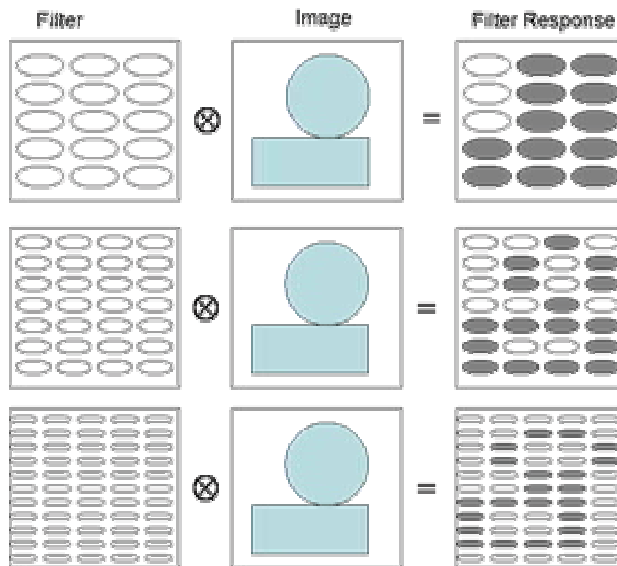 Filter Image Filter Response
⊗ =
⊗ =
⊗ =